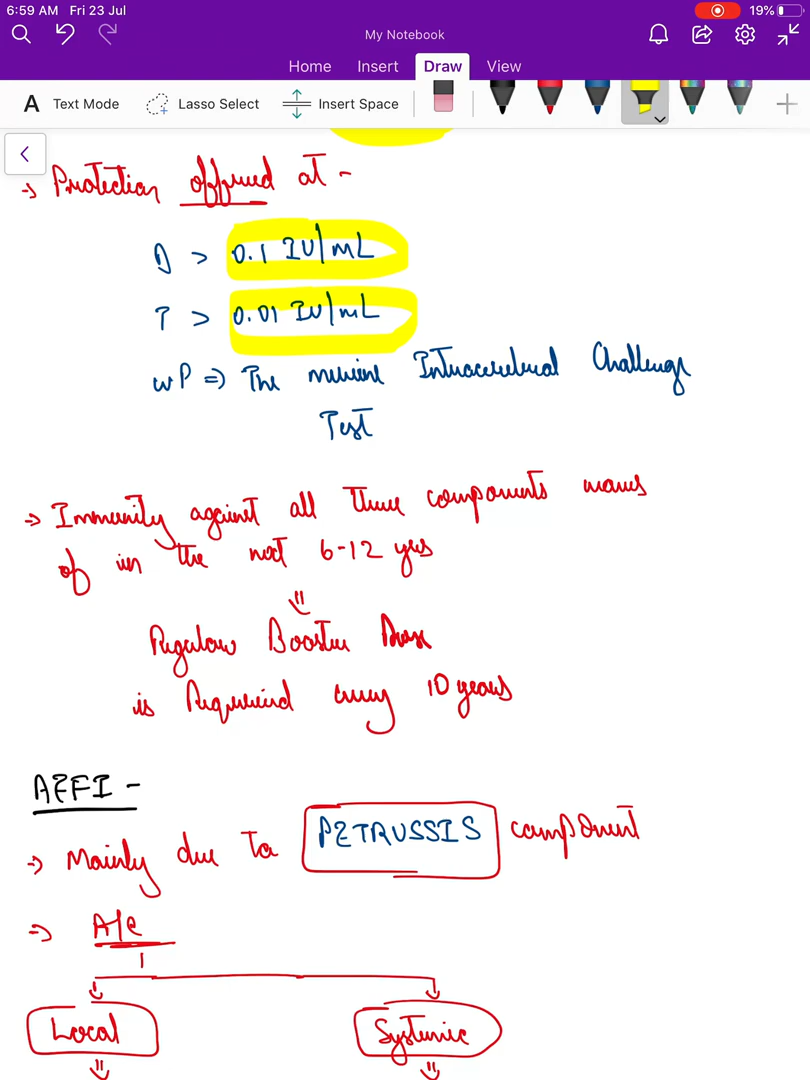 6:59 AM Fri 23 Jul 19%
My Notebook
Home Insert Draw View
A Text Mode Lasso Select Insert Space
→ Protection offered at -
D > 0.1 IU/mL
T > 0.01 IU/mL
wP => The murine Intracerebral Challenge
Test
→ Immunity against all three components wanes
of in the next 6-12 yrs
Regular Booster Dose
is Required every 10 years
AEFI -
→ Mainly due to PETRUSSIS component
=> A/e
Local Systemic